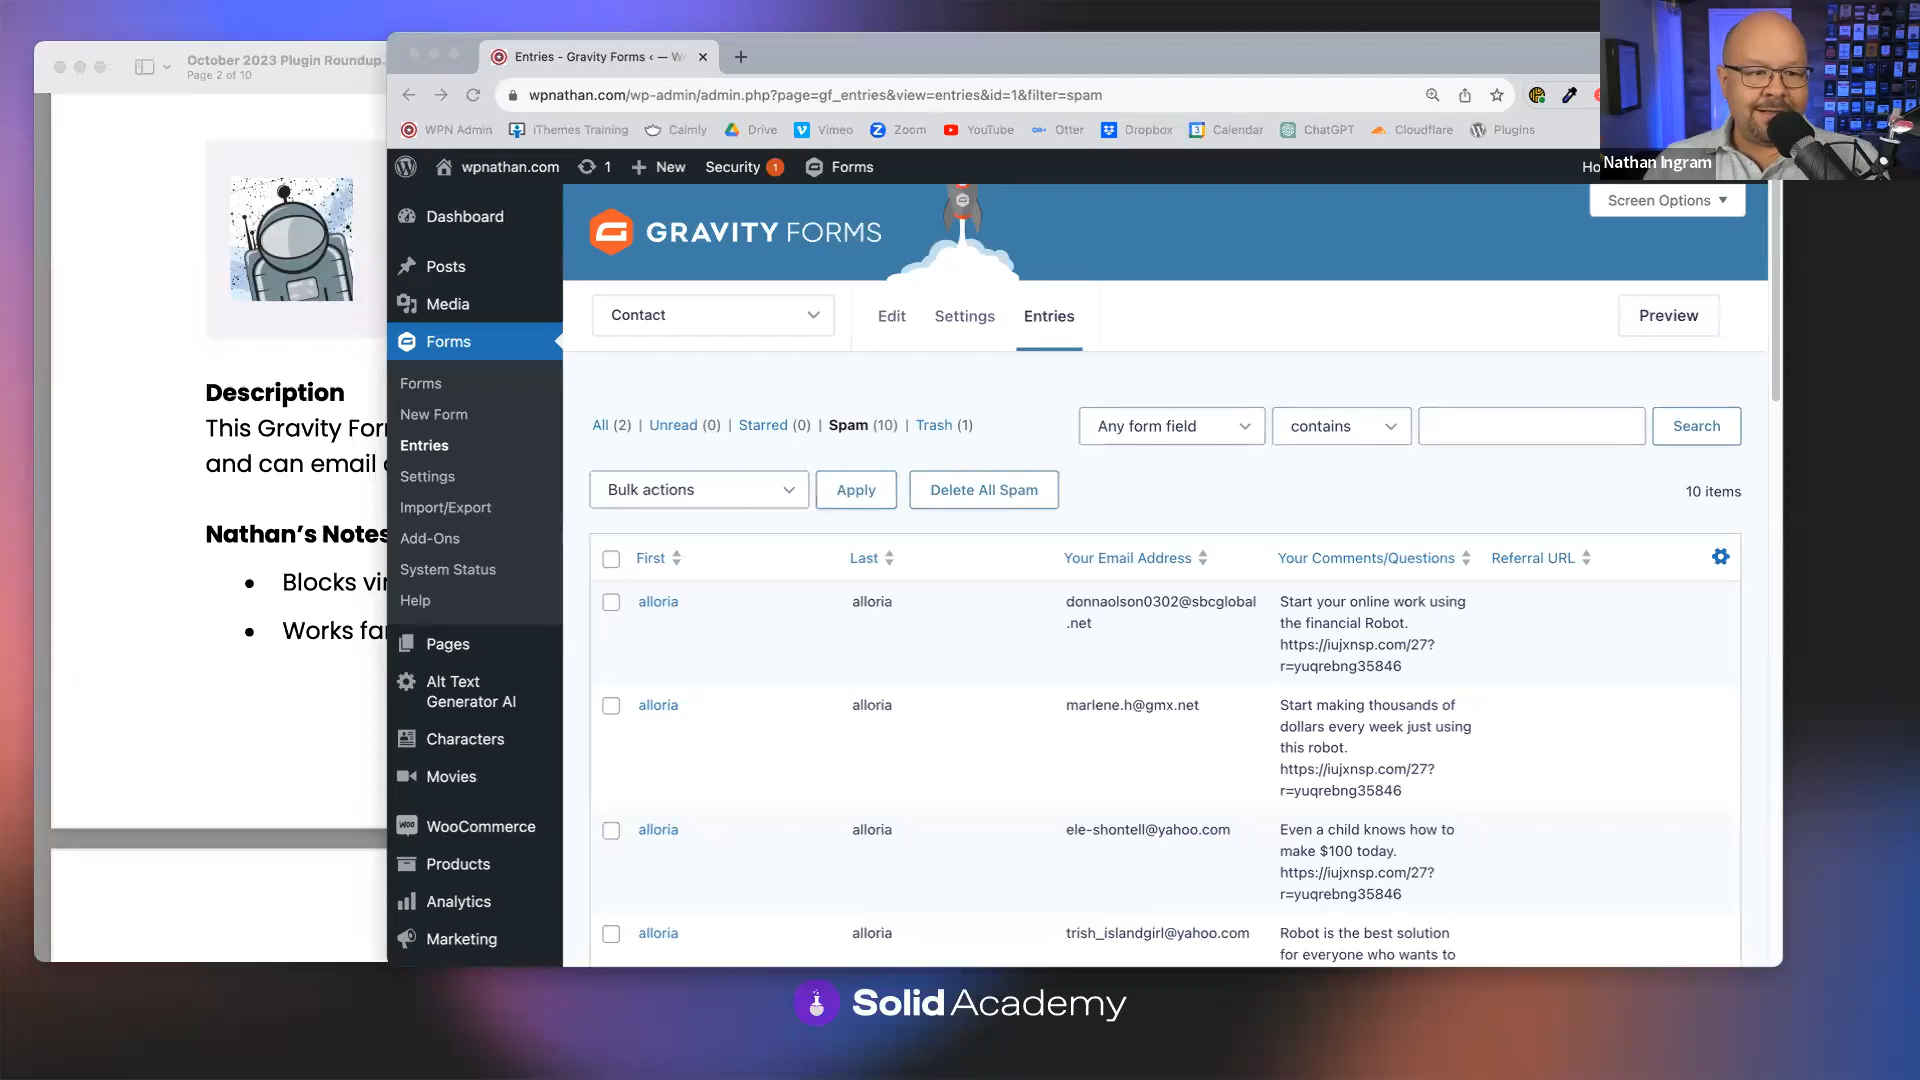 October 2023 Plugin Roundup...
Page 2 of 10
Description
This Gravity For
and can email
Nathan's Notes
• Blocks vi
• Works fa
Entries - Gravity Forms ‹ — W
wpnathan.com/wp-admin/admin.php?page=gf_entries&view=entries&id=1&filter=spam
WPN Admin
iThemes Training
Calmly
Drive
Vimeo
Zoom
YouTube
Otter
Dropbox
Calendar
ChatGPT
Cloudflare
Plugins
wpnathan.com
1
New
Security 1
Forms
Ho
Nathan Ingram
Dashboard
Posts
Media
Forms
Forms
New Form
Entries
Settings
Import/Export
Add-Ons
System Status
Help
Pages
Alt Text
Generator AI
Characters
Movies
WooCommerce
Products
Analytics
Marketing
GRAVITY FORMS
Screen Options ▼
Contact
Edit
Settings
Entries
Preview
All (2) | Unread (0) | Starred (0) | Spam (10) | Trash (1)
Any form field
contains
Search
Bulk actions
Apply
Delete All Spam
10 items
First
Last
Your Email Address
Your Comments/Questions
Referral URL
alloria
alloria
donnaolson0302@sbcglobal
.net
Start your online work using
the financial Robot.
https://iujxnsp.com/27?
r=yuqrebng35846
alloria
alloria
marlene.h@gmx.net
Start making thousands of
dollars every week just using
this robot.
https://iujxnsp.com/27?
r=yuqrebng35846
alloria
alloria
ele-shontell@yahoo.com
Even a child knows how to
make $100 today.
https://iujxnsp.com/27?
r=yuqrebng35846
alloria
alloria
trish_islandgirl@yahoo.com
Robot is the best solution
for everyone who wants to
Solid Academy